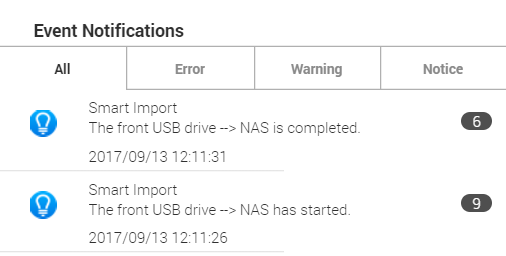 Event Notifications
All
Error
Warning
Notice
Smart Import
The front USB drive --> NAS is completed.
6
2017/09/13 12:11:31
Smart Import
The front USB drive --> NAS has started.
9
2017/09/13 12:11:26